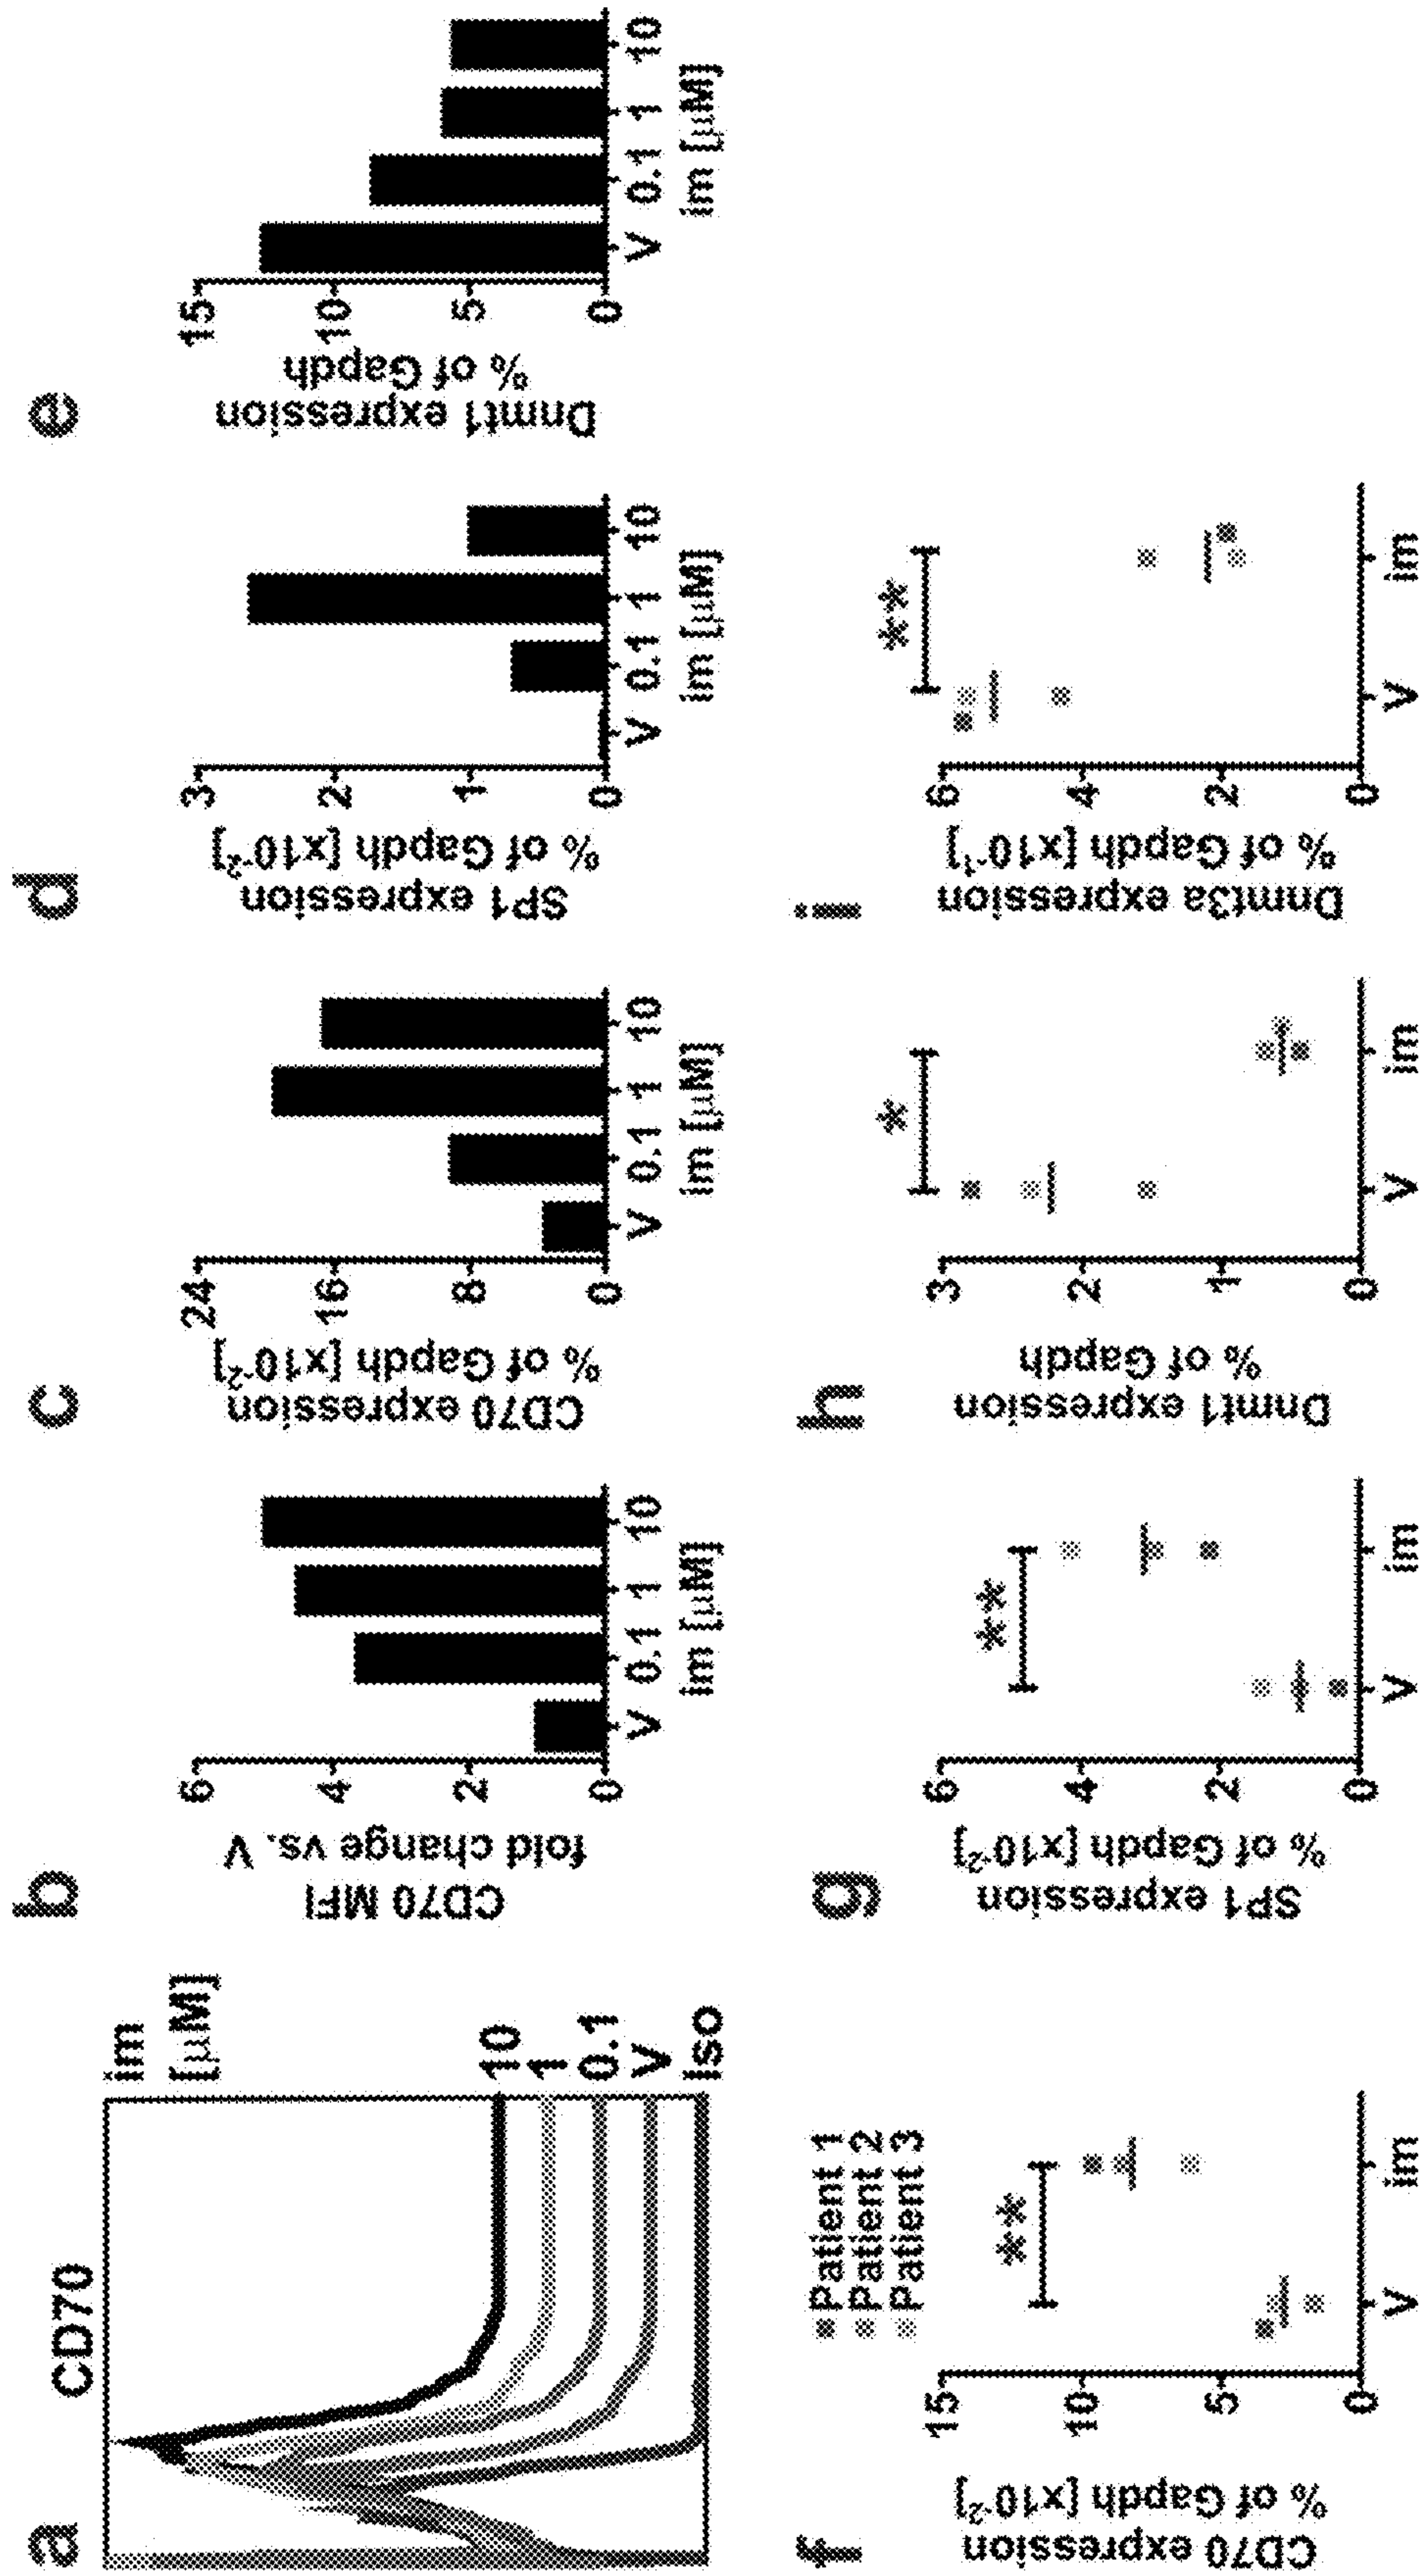 a
CD70
im
[µM]
10
1
0.1
V
iso
b
CD70 MFI
fold change vs. V
6
4
2
0
V 0.1 1 10
im [µM]
c
CD70 expression
% of Gapdh [x10-2]
24
16
8
0
V 0.1 1 10
im [µM]
d
SP1 expression
% of Gapdh [x10-2]
3
2
1
0
V 0.1 1 10
im [µM]
e
Dnmt1 expression
% of Gapdh
15
10
5
0
V 0.1 1 10
im [µM]
f
Patient 1
Patient 2
Patient 3
CD70 expression
% of Gapdh [x10-2]
15
10
5
0
**
V im
g
SP1 expression
% of Gapdh [x10-2]
6
4
2
0
**
V im
h
Dnmt1 expression
% of Gapdh
3
2
1
0
*
V im
i
Dnmt3a expression
% of Gapdh [x10-1]
6
4
2
0
**
V im